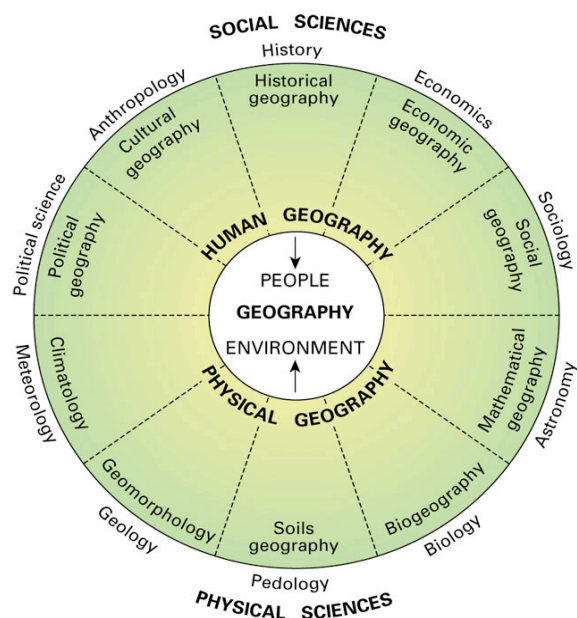 SOCIAL SCIENCES
History
Historical
geography
Anthropology
Cultural
geography
Economics
Economic
geography
Political science
Political
geography
Sociology
Social
geography
HUMAN GEOGRAPHY
PEOPLE
GEOGRAPHY
ENVIRONMENT
PHYSICAL GEOGRAPHY
Climatology
Meteorology
Mathematical
geography
Astronomy
Geomorphology
Geology
Soils
geography
Pedology
Biogeography
Biology
PHYSICAL SCIENCES